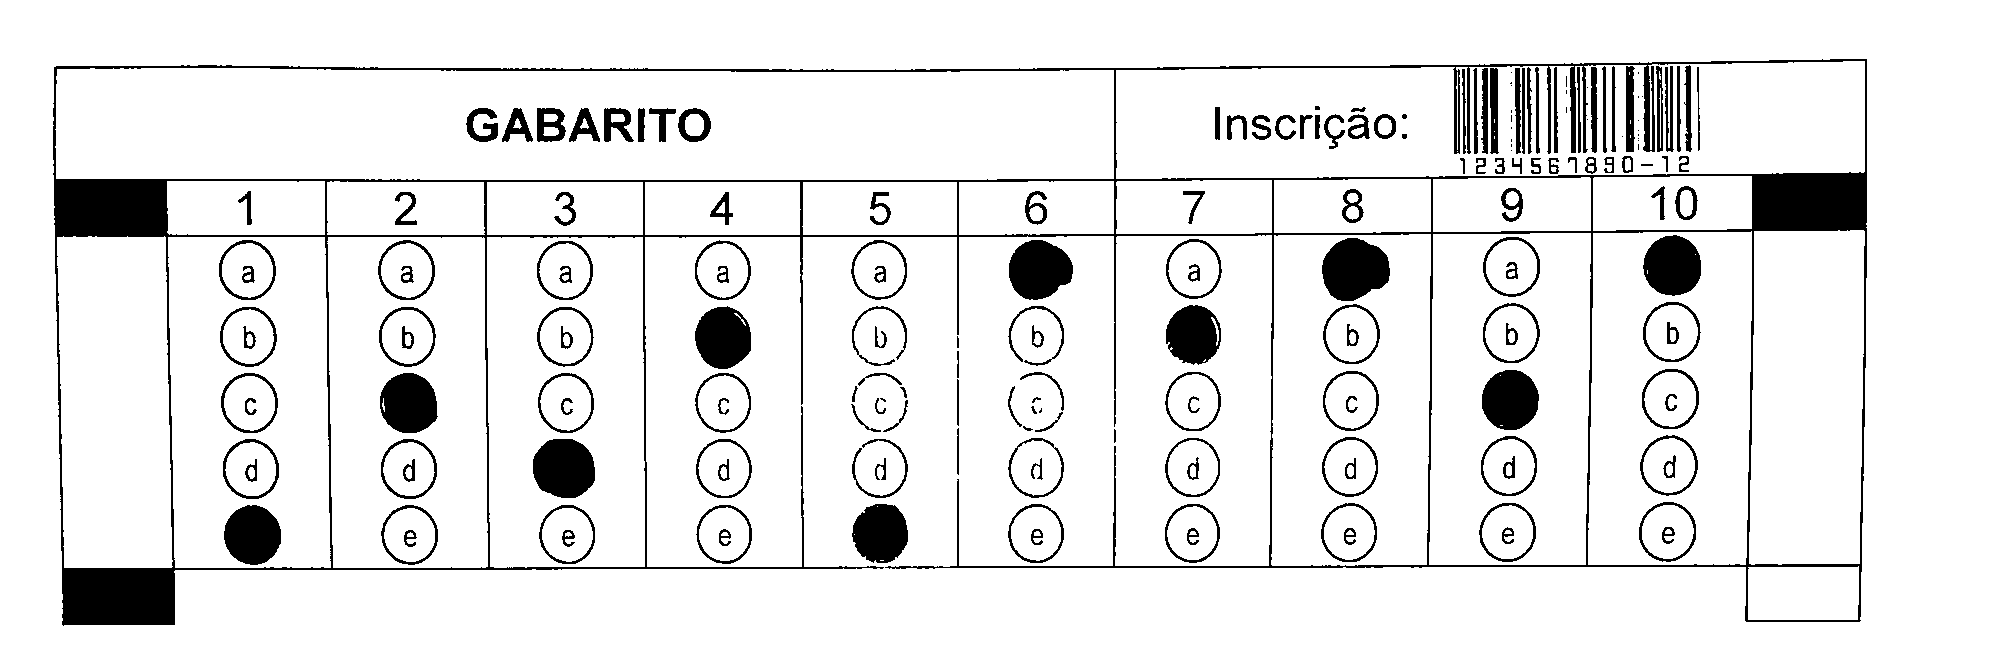 GABARITO
Inscrição:
1234567890-12
1 2 3 4 5 6 7 8 9 10
a a a a a a a
b b b b b b b b
c c c c c c c c
d d d d d d d d d
e e e e e e e e